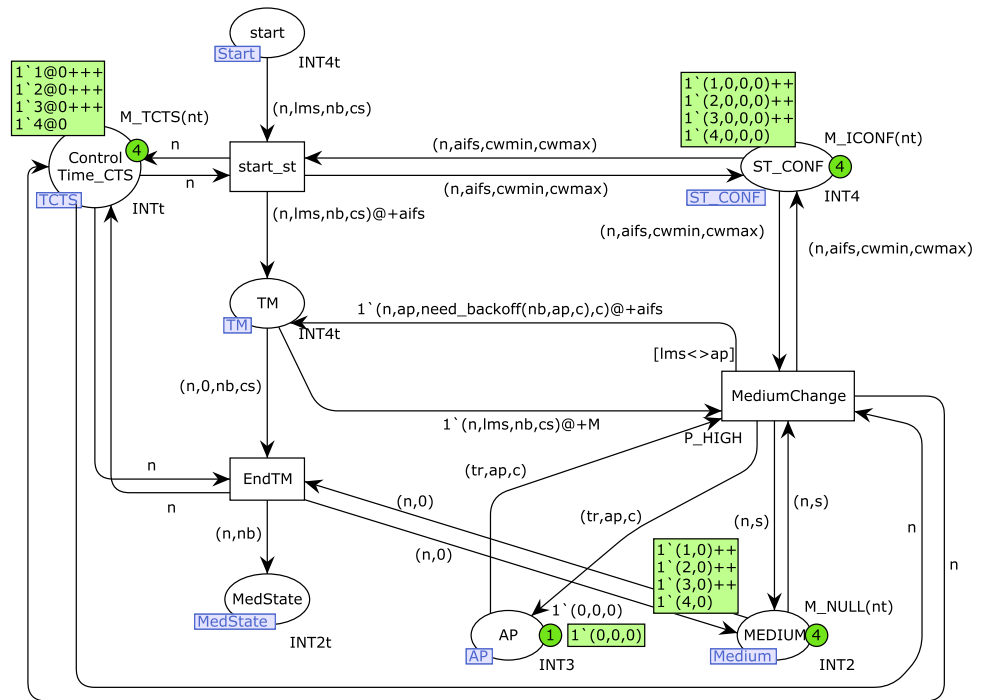 start
Start
INT4t
1`1@0+++
1`2@0+++
1`3@0+++
1`4@0
M_TCTS(nt)
4
Control
Time_CTS
TCTS
INTt
n
n
(n,lms,nb,cs)
start_st
(n,aifs,cwmin,cwmax)
(n,aifs,cwmin,cwmax)
1`(1,0,0,0)++
1`(2,0,0,0)++
1`(3,0,0,0)++
1`(4,0,0,0)
M_ICONF(nt)
ST_CONF
4
ST_CONF
INT4
(n,lms,nb,cs)@+aifs
(n,aifs,cwmin,cwmax)
(n,aifs,cwmin,cwmax)
TM
TM
INT4t
1`(n,ap,need_backoff(nb,ap,c),c)@+aifs
[lms<>ap]
(n,0,nb,cs)
MediumChange
1`(n,lms,nb,cs)@+M
P_HIGH
n
EndTM
n
(tr,ap,c)
(n,0)
(tr,ap,c)
(n,s)
(n,s)
n
n
(n,nb)
(n,0)
1`(1,0)++
1`(2,0)++
1`(3,0)++
1`(4,0)
MedState
MedState
INT2t
1`(0,0,0)
AP
1
1`(0,0,0)
AP
INT3
M_NULL(nt)
MEDIUM
4
Medium
INT2